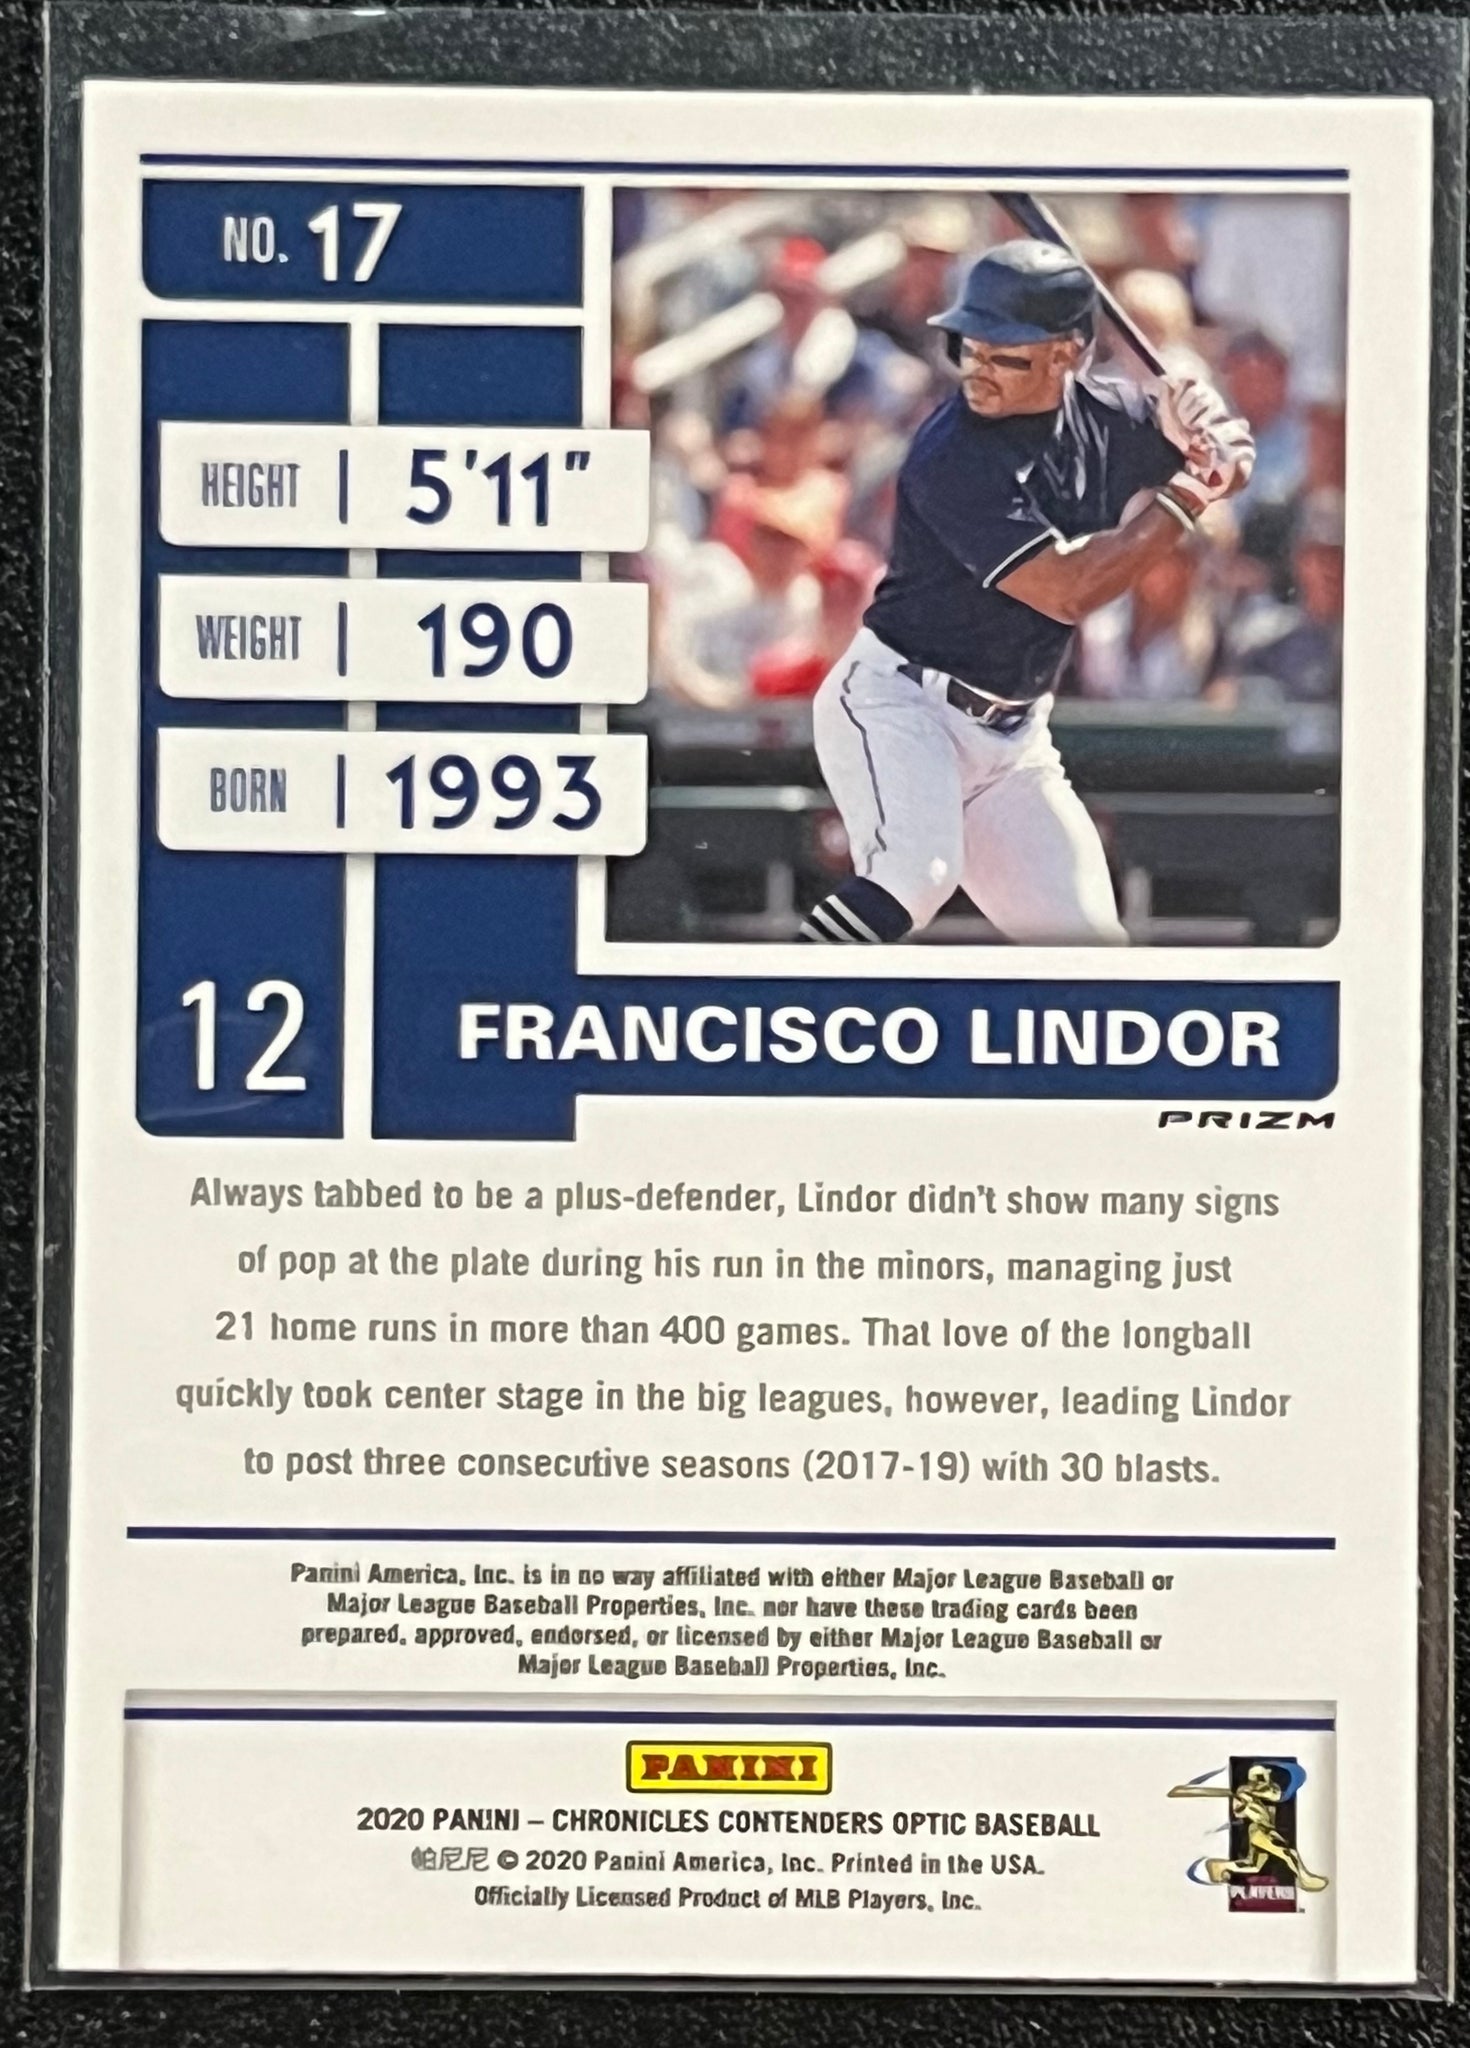 NO. 17
HEIGHT | 5'11"
WEIGHT | 190
BORN | 1993
12
FRANCISCO LINDOR
PRIZM
Always tabbed to be a plus-defender, Lindor didn't show many signs
of pop at the plate during his run in the minors, managing just
21 home runs in more than 400 games. That love of the longball
quickly took center stage in the big leagues, however, leading Lindor
to post three consecutive seasons (2017-19) with 30 blasts.
Panini America, Inc. is in no way affiliated with either Major League Baseball or
Major League Baseball Properties, Inc. nor have these trading cards been
prepared, approved, endorsed, or licensed by either Major League Baseball or
Major League Baseball Properties, Inc.
PANINI
2020 PANINI – CHRONICLES CONTENDERS OPTIC BASEBALL
帕尼尼 © 2020 Panini America, Inc. Printed in the USA.
Officially Licensed Product of MLB Players, Inc.
PLAYERS